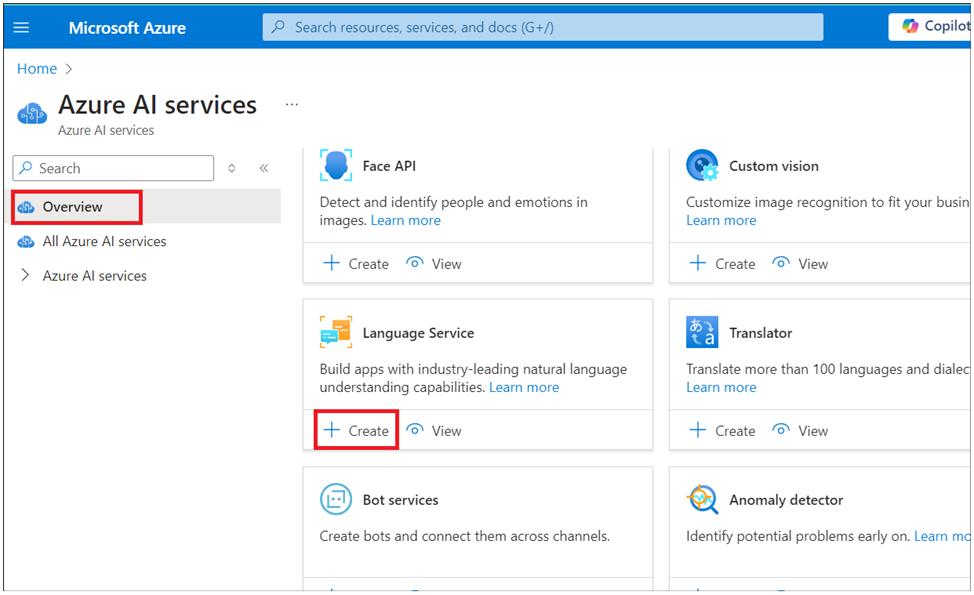 Microsoft Azure
Search resources, services, and docs (G+/)
Copilot
Home
Azure AI services
...
Azure AI services
Search
Overview
All Azure AI services
Azure AI services
Face API
Detect and identify people and emotions in
images. Learn more
Create
View
Custom vision
Customize image recognition to fit your busin
Learn more
Create
View
Language Service
Build apps with industry-leading natural language
understanding capabilities. Learn more
Create
View
Translator
Translate more than 100 languages and dialec
Learn more
Create
View
Bot services
Create bots and connect them across channels.
Anomaly detector
Identify potential problems early on. Learn mo